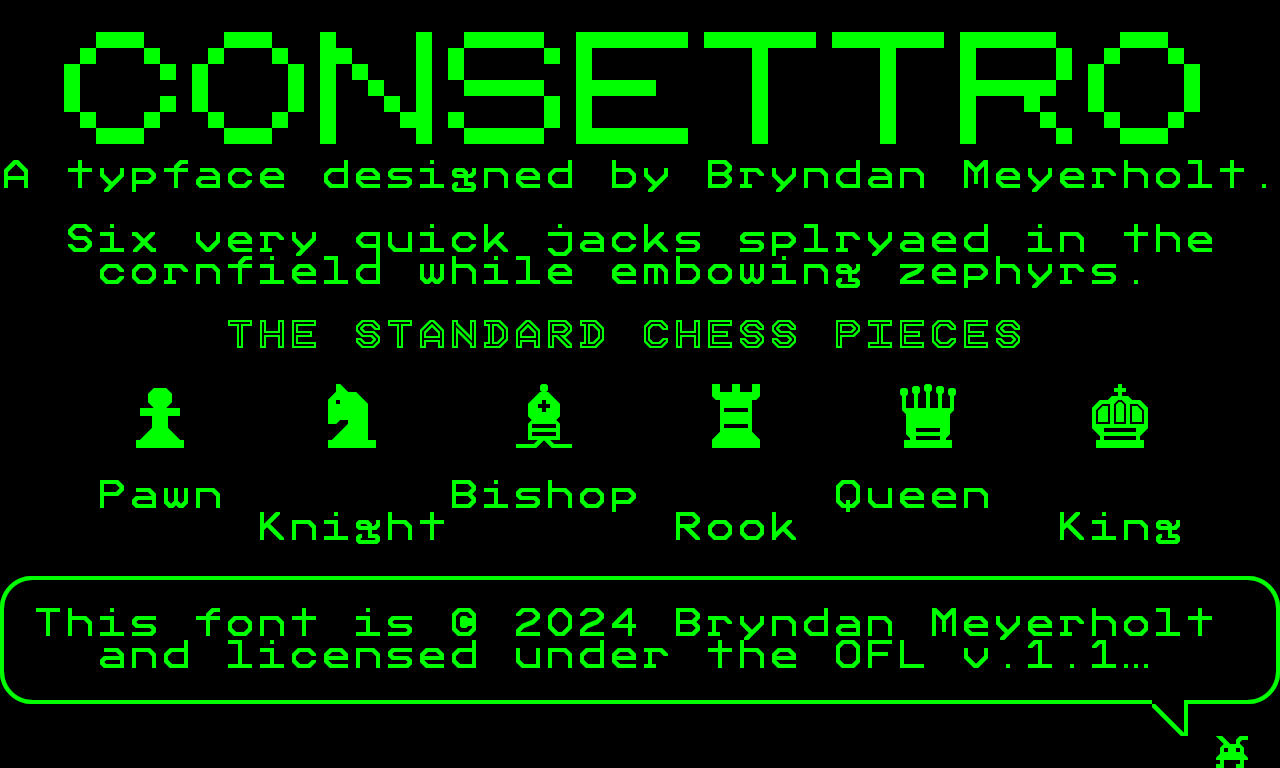 CONSETTRO
A typface designed by Bryndan Meyerholt.
Six very quick jacks splryaed in the
cornfield while embowing zephyrs.
THE STANDARD CHESS PIECES
Pawn Bishop Queen
Knight Rook King
This font is © 2024 Bryndan Meyerholt
and licensed under the OFL v.1.1…